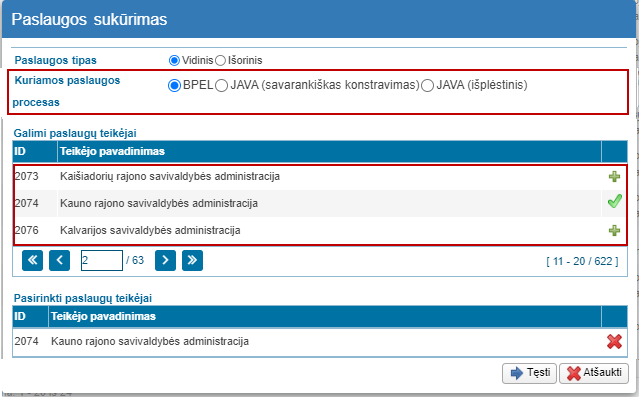 Paslaugos sukūrimas
Paslaugos tipas Vidinis Išorinis
Kuriamos paslaugos procesas BPEL JAVA (savarankiškas konstravimas) JAVA (išplėstinis)
Galimi paslaugų teikėjai
ID Teikėjo pavadinimas
2073 Kaišiadorių rajono savivaldybės administracija
2074 Kauno rajono savivaldybės administracija
2076 Kalvarijos savivaldybės administracija
2 / 63 [ 11 - 20 / 622 ]
Pasirinkti paslaugų teikėjai
ID Teikėjo pavadinimas
2074 Kauno rajono savivaldybės administracija
Tęsti Atšaukti